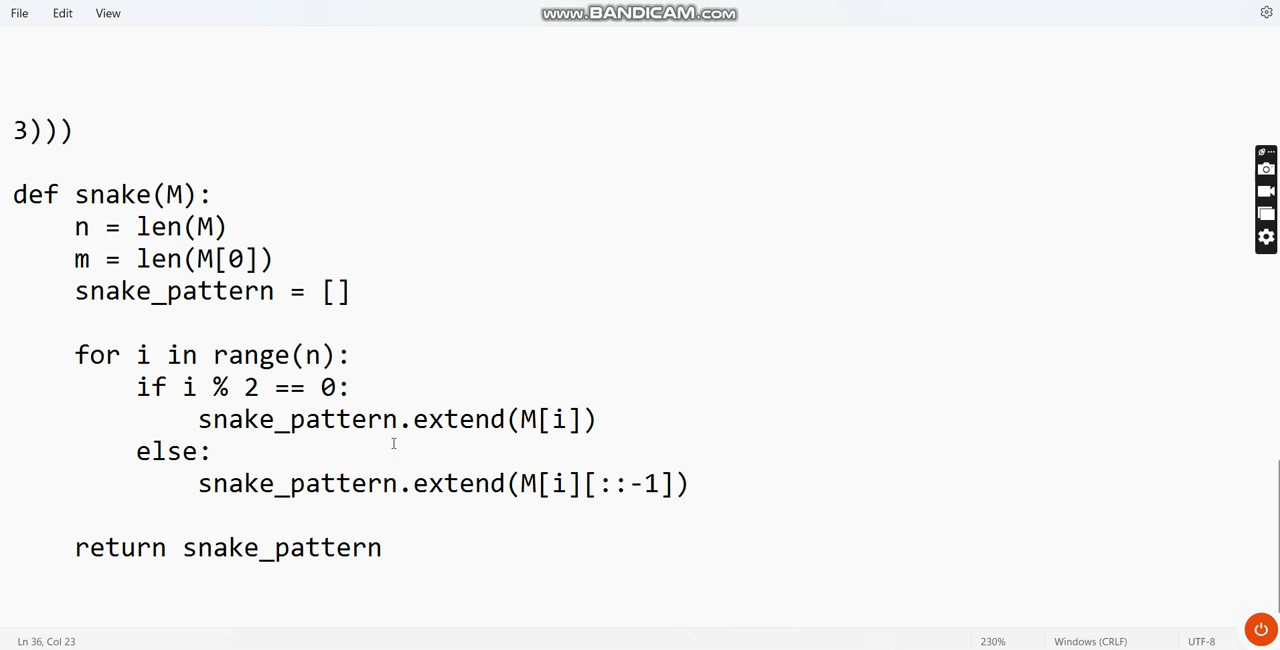 File Edit View
www.BANDICAM.com
3)))
def snake(M):
    n = len(M)
    m = len(M[0])
    snake_pattern = []
    for i in range(n):
        if i % 2 == 0:
            snake_pattern.extend(M[i])
        else:
            snake_pattern.extend(M[i][::-1])
    return snake_pattern
Ln 36, Col 23 230% Windows (CRLF) UTF-8